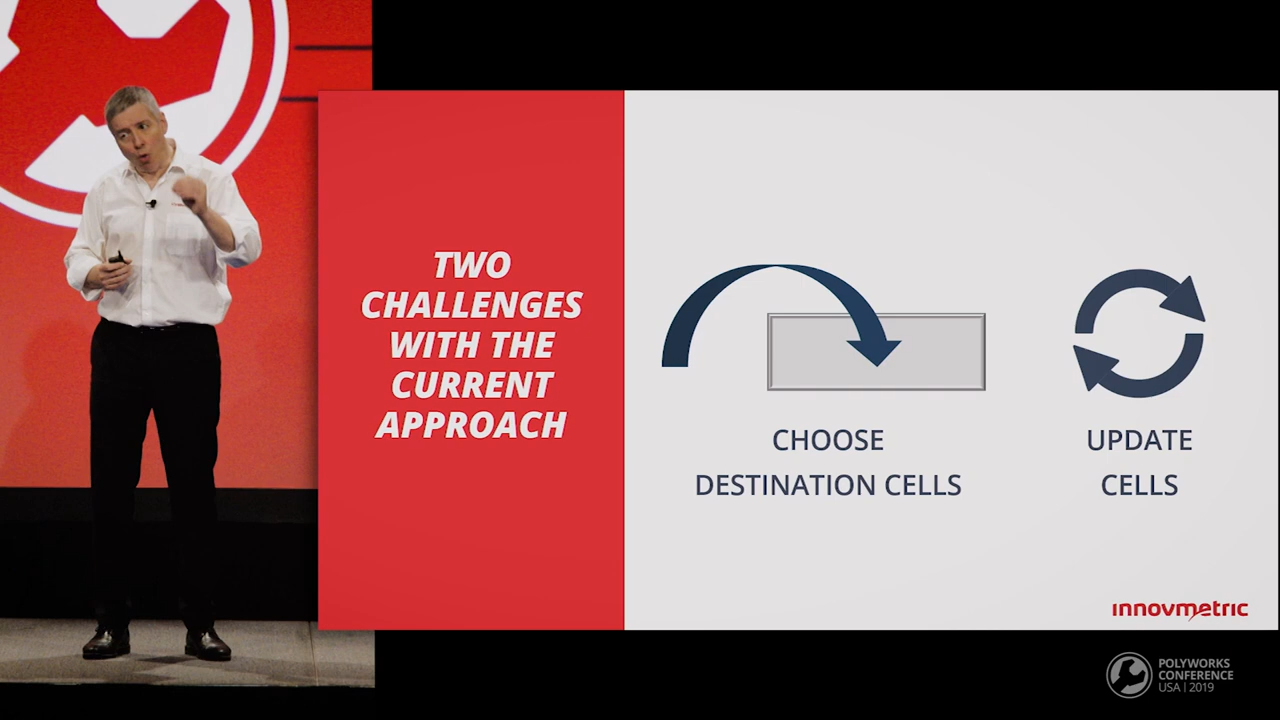 TWO
CHALLENGES
WITH THE
CURRENT
APPROACH
CHOOSE
DESTINATION CELLS
UPDATE
CELLS
innovmetric
POLYWORKS
CONFERENCE
USA | 2019